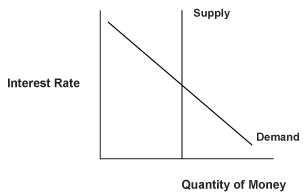 Supply
Interest Rate
Demand
Quantity of Money